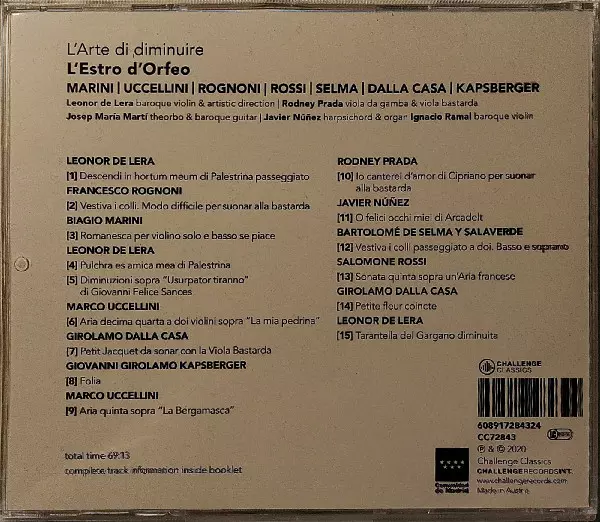 L'Arte di diminuire
L'Estro d'Orfeo
MARINI | UCCELLINI | ROGNONI | ROSSI | SELMA | DALLA CASA | KAPSBERGER
Leonor de Lera baroque violin & artistic direction | Rodney Prada viola da gamba & viola bastarda
Josep María Martí theorbo & baroque guitar | Javier Núñez harpsichord & organ Ignacio Ramal baroque violin
LEONOR DE LERA
[1] Descendi in hortum meum di Palestrina passeggiato
FRANCESCO ROGNONI
[2] Vestiva i colli. Modo difficile per suonar alla bastarda
BIAGIO MARINI
[3] Romanesca per violino solo e basso se piace
LEONOR DE LERA
[4] Pulchra es amica mea di Palestrina
[5] Diminuzioni sopra "Usurpator tiranno"
di Giovanni Felice Sances
MARCO UCCELLINI
[6] Aria decima quarta a doi violini sopra "La mia pedrina"
GIROLAMO DALLA CASA
[7] Petit Jacquet da sonar con la Viola Bastarda
GIOVANNI GIROLAMO KAPSBERGER
[8] Folia
MARCO UCCELLINI
[9] Aria quinta sopra "La Bergamasca"
total time 69:13
complete track information inside booklet
RODNEY PRADA
[10] Io canterei d'amor di Cipriano per suonar
alla bastarda
JAVIER NÚÑEZ
[11] O felici occhi miei di Arcadelt
BARTOLOMÉ DE SELMA Y SALAVERDE
[12] Vestiva i colli passeggiato a doi. Basso e soprano
SALOMONE ROSSI
[13] Sonata quinta sopra un'Aria francese
GIROLAMO DALLA CASA
[14] Petite fleur coincte
LEONOR DE LERA
[15] Tarantella del Gargano diminuita
CHALLENGE
CLASSICS
608917284324
CC72843
℗ & © 2020
Challenge Classics
CHALLENGE RECORDS INT.
www.challengerecords.com
Made in Austria
Comunidad
de Madrid